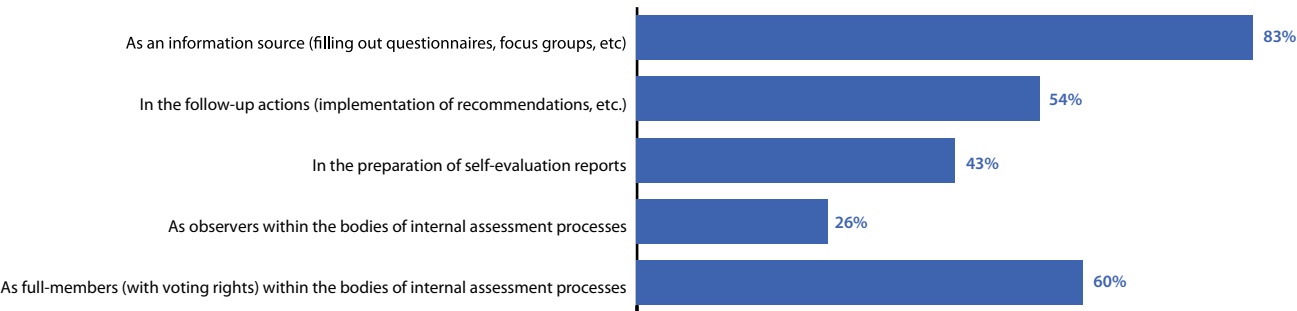 As an information source (filling out questionnaires, focus groups, etc) 83%
In the follow-up actions (implementation of recommendations, etc.) 54%
In the preparation of self-evaluation reports 43%
As observers within the bodies of internal assessment processes 26%
As full-members (with voting rights) within the bodies of internal assessment processes 60%